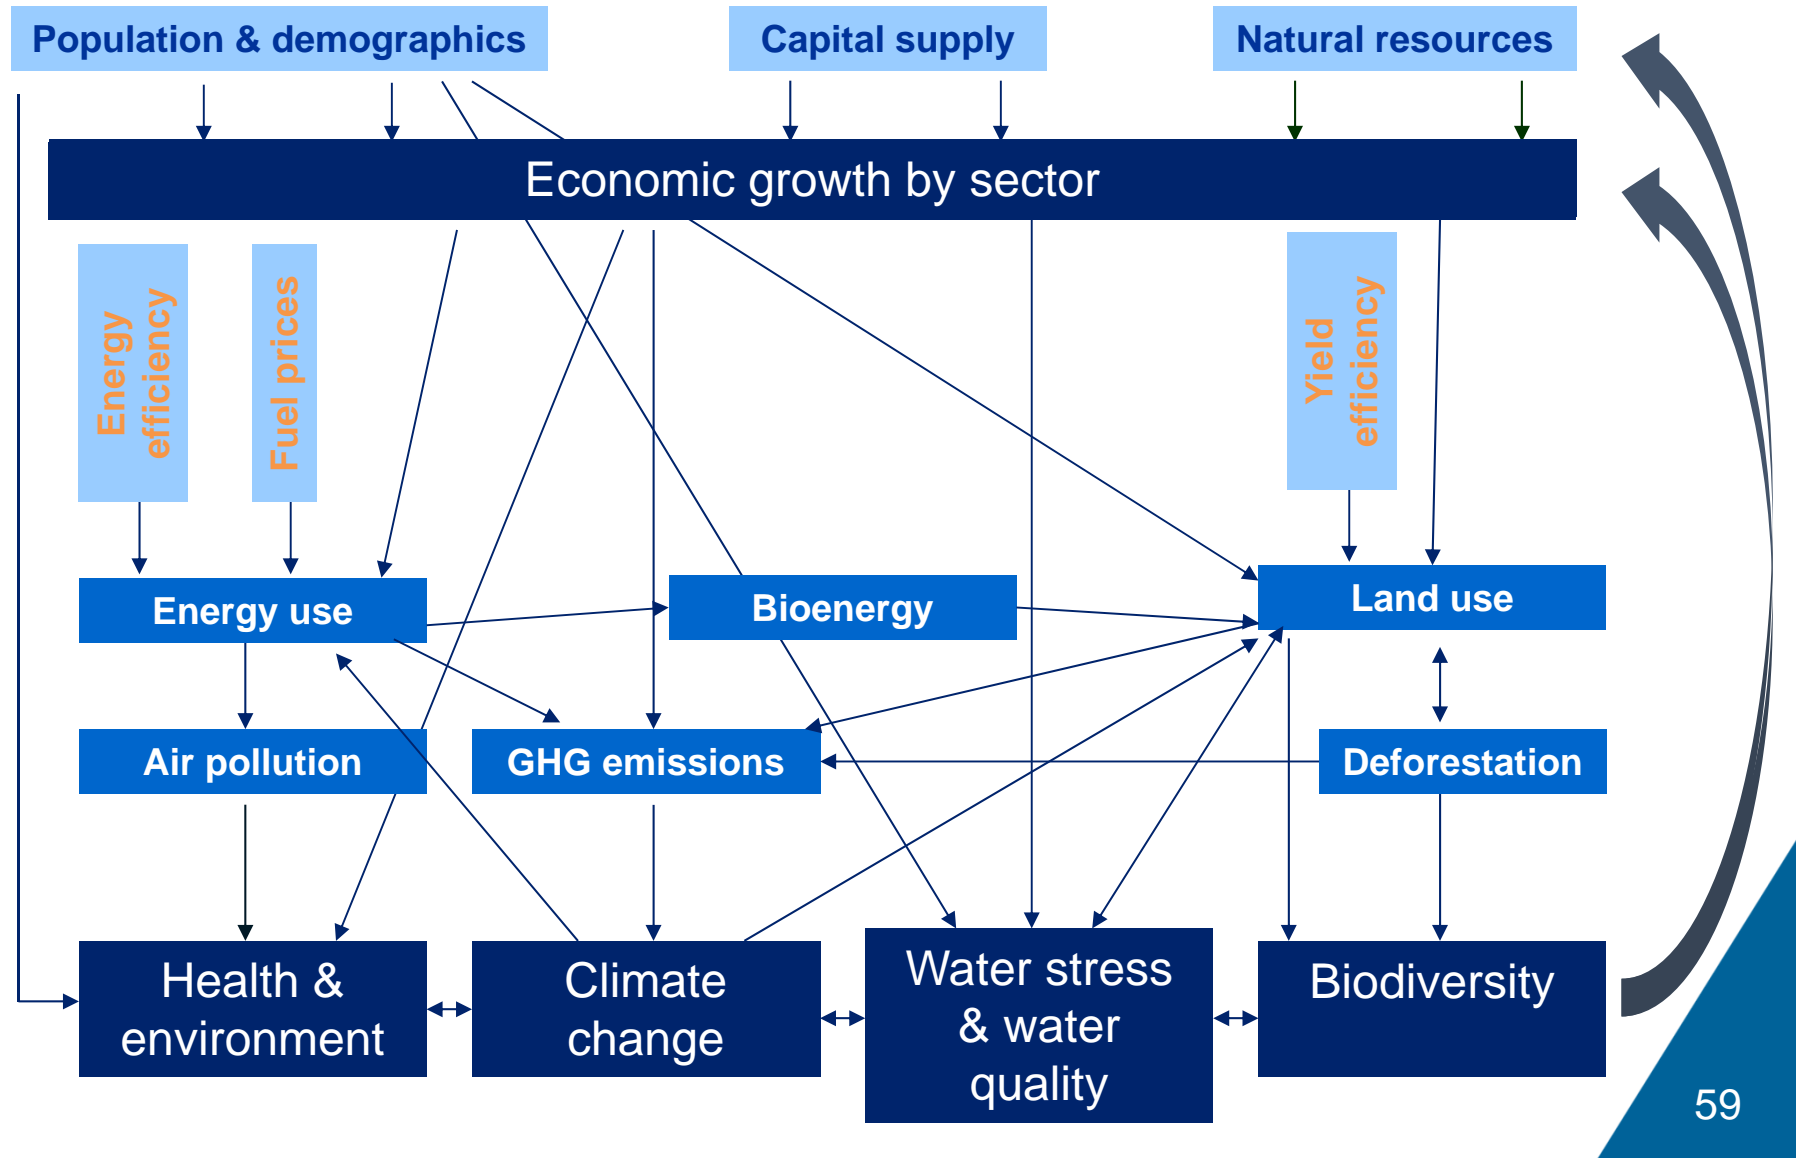 Population & demographics
Capital supply
Natural resources
Economic growth by sector
Energy
efficiency
Fuel prices
Yield
efficiency
Energy use
Bioenergy
Land use
Air pollution
GHG emissions
Deforestation
Health &
environment
Climate
change
Water stress
& water
quality
Biodiversity
59